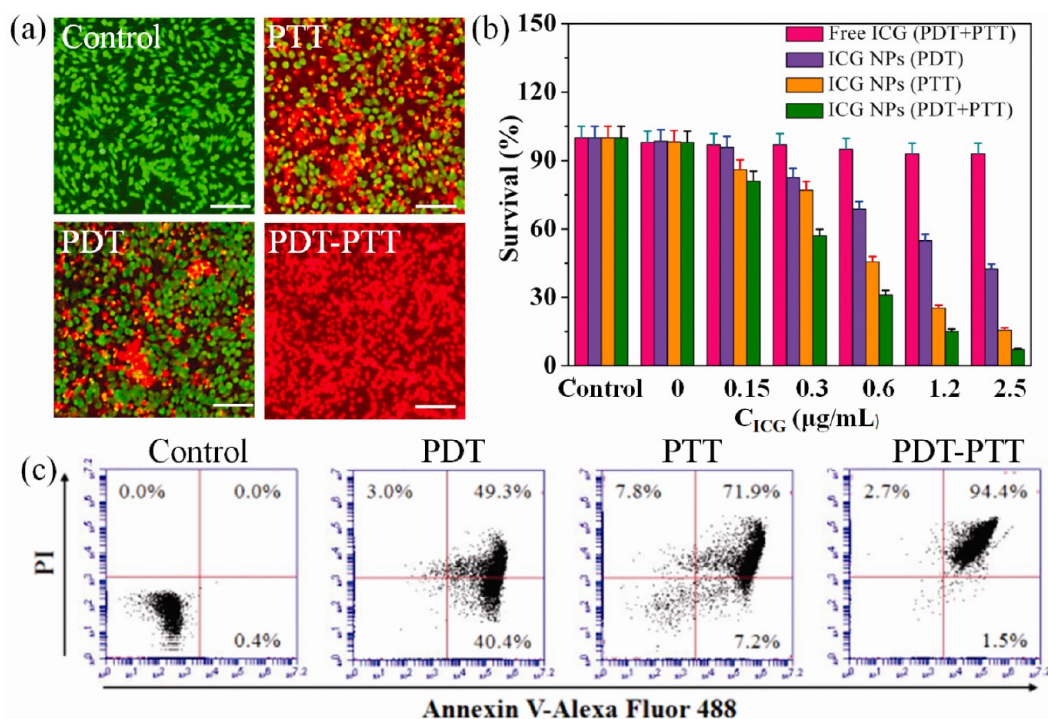 (a)
Control
PTT
PDT
PDT-PTT
(b)
Free ICG (PDT+PTT)
ICG NPs (PDT)
ICG NPs (PTT)
ICG NPs (PDT+PTT)
Survival (%)
150
120
90
60
30
0
Control 0 0.15 0.3 0.6 1.2 2.5
C_ICG (μg/mL)
(c)
Control
PDT
PTT
PDT-PTT
PI
0.0% 0.0%
0.4%
3.0% 49.3%
40.4%
7.8% 71.9%
7.2%
2.7% 94.4%
1.5%
Annexin V-Alexa Fluor 488